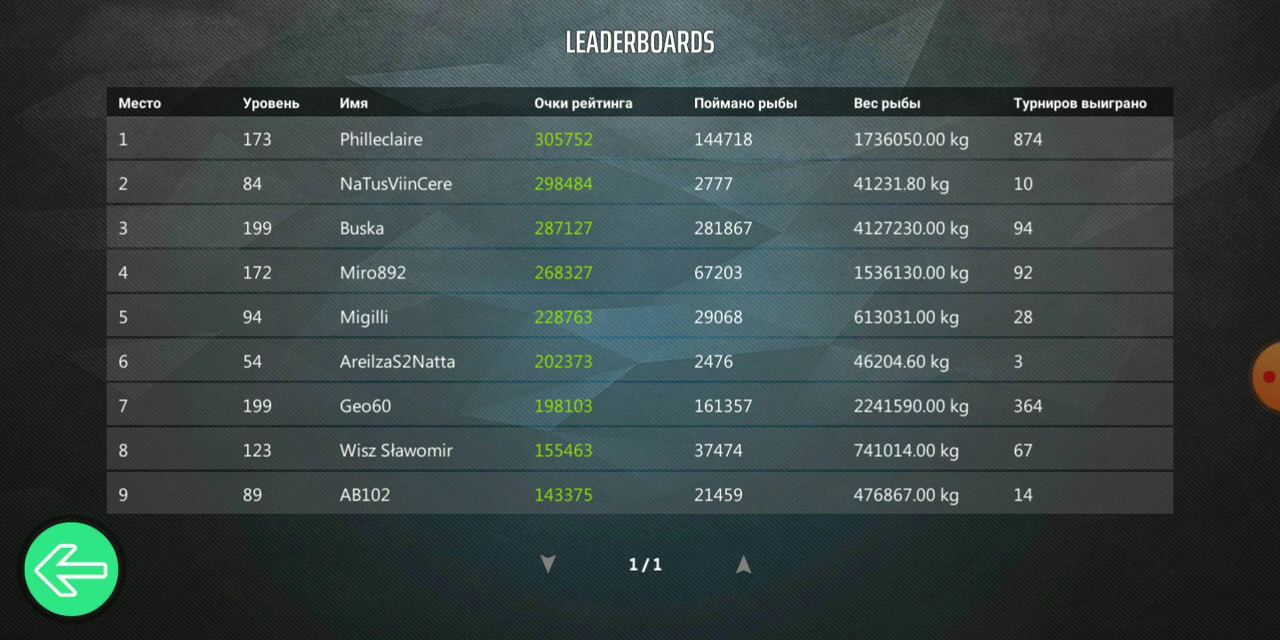 LEADERBOARDS
Место Уровень Имя Очки рейтинга Поймано рыбы Вес рыбы Турниров выиграно
1 173 Philleclaire 305752 144718 1736050.00 kg 874
2 84 NaTusViinCere 298484 2777 41231.80 kg 10
3 199 Buska 287127 281867 4127230.00 kg 94
4 172 Miro892 268327 67203 1536130.00 kg 92
5 94 Migilli 228763 29068 613031.00 kg 28
6 54 AreilzaS2Natta 202373 2476 46204.60 kg 3
7 199 Geo60 198103 161357 2241590.00 kg 364
8 123 Wisz Sławomir 155463 37474 741014.00 kg 67
9 89 AB102 143375 21459 476867.00 kg 14
1 / 1